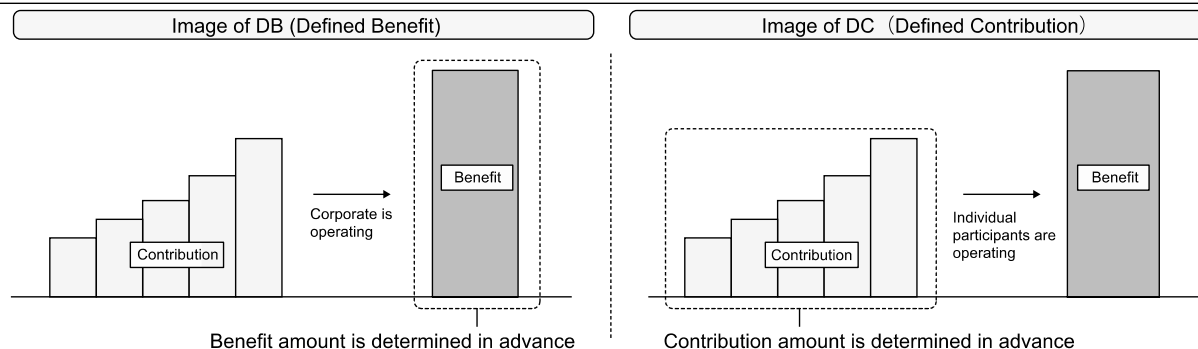 Image of DB (Defined Benefit)
Contribution
Corporate is
operating
Benefit
Benefit amount is determined in advance
Image of DC （Defined Contribution）
Contribution
Individual
participants are
operating
Benefit
Contribution amount is determined in advance